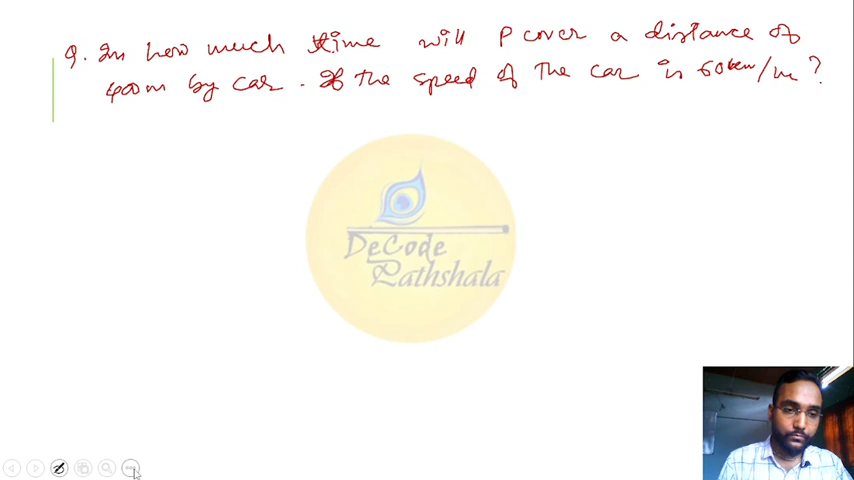 Q. In how much time will P cover a distance of
400m by car. If the speed of the car is 60km/hr?
DeCode
Pathshala